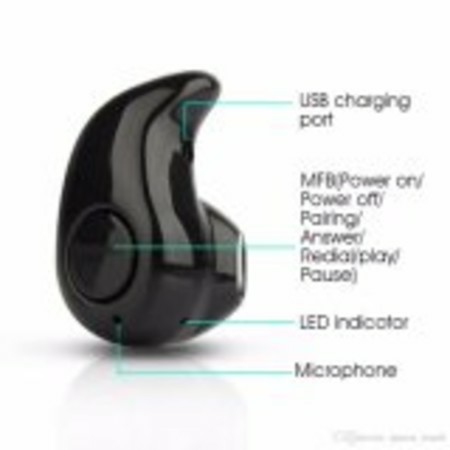 USB charging
port
MFB(Power on/
Power off/
Pairing/
Answer/
Redial/play/
Pause)
LED indicator
Microphone